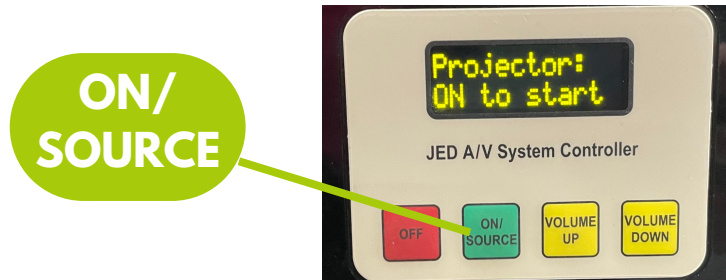 ON/
SOURCE
Projector:
ON to start
JED A/V System Controller
OFF
ON/
SOURCE
VOLUME
UP
VOLUME
DOWN